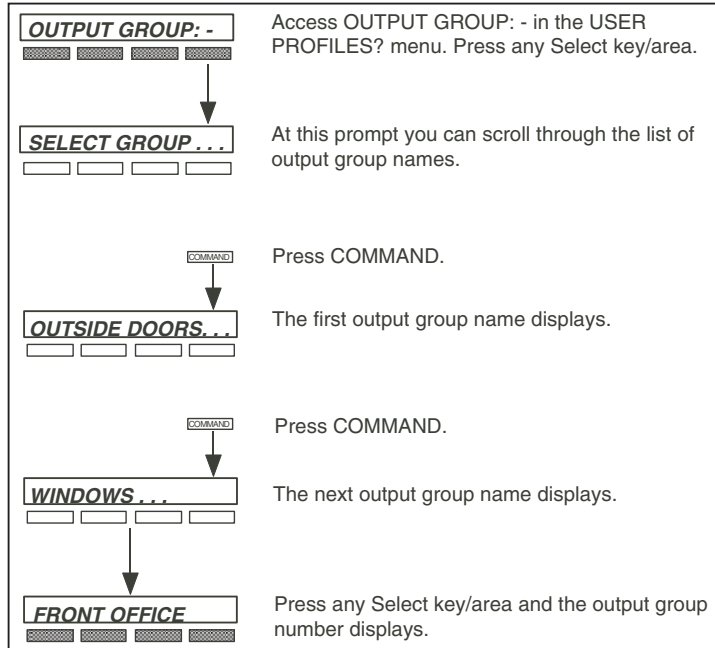 OUTPUT GROUP: -
Access OUTPUT GROUP: - in the USER
PROFILES? menu. Press any Select key/area.
SELECT GROUP . . .
At this prompt you can scroll through the list of
output group names.
COMMAND
Press COMMAND.
OUTSIDE DOORS. . .
The first output group name displays.
COMMAND
Press COMMAND.
WINDOWS . . .
The next output group name displays.
FRONT OFFICE
Press any Select key/area and the output group
number displays.